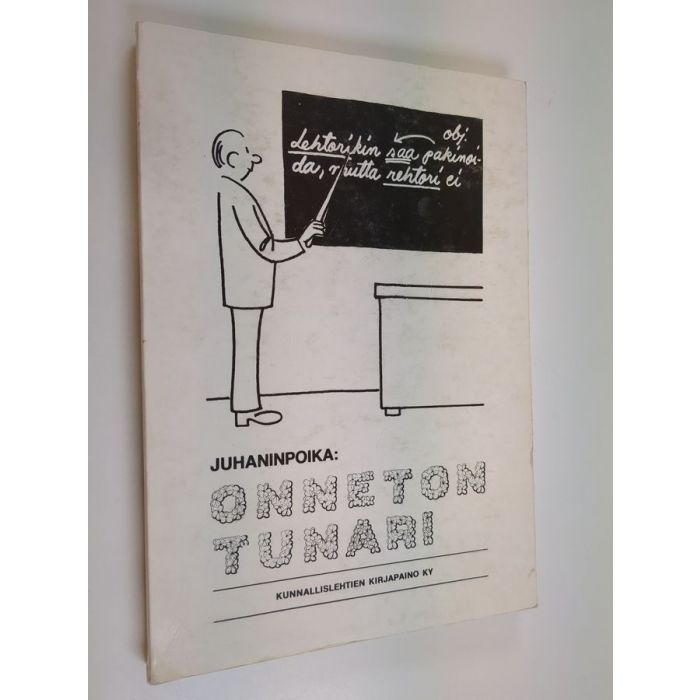 obj.
Lehtorikin saa pakinoi-
da, mutta rehtori ei
JUHANINPOIKA:
ONNETON
TUNARI
KUNNALLISLEHTIEN KIRJAPAINO KY